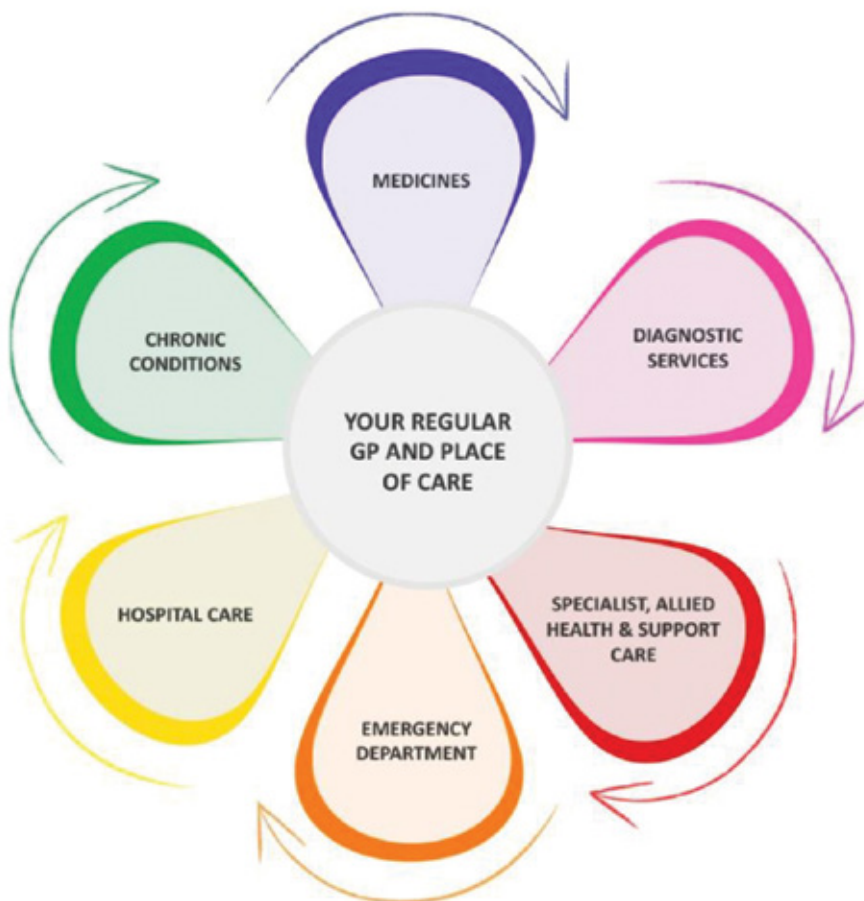 MEDICINES
DIAGNOSTIC
SERVICES
SPECIALIST, ALLIED
HEALTH & SUPPORT
CARE
EMERGENCY
DEPARTMENT
HOSPITAL CARE
CHRONIC
CONDITIONS
YOUR REGULAR
GP AND PLACE
OF CARE